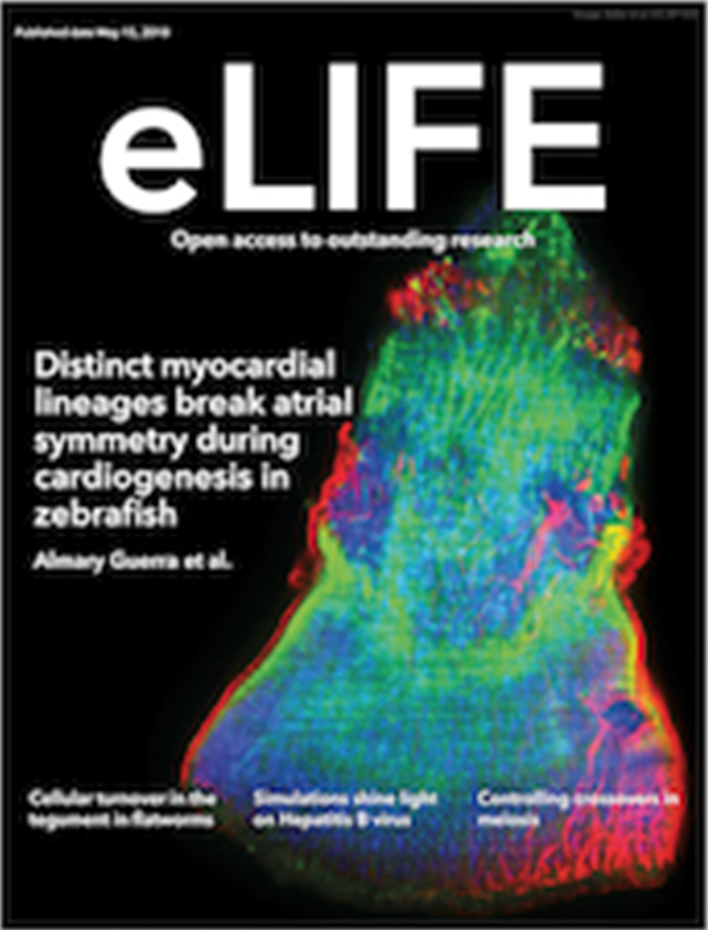 Published date May 15, 2018
eLIFE
Open access to outstanding research
Distinct myocardial
lineages break atrial
symmetry during
cardiogenesis in
zebrafish
Almary Guerra et al.
Cellular turnover in the
tegument in flatworms
Simulations shine light
on Hepatitis B virus
Controlling crossovers in
meiosis